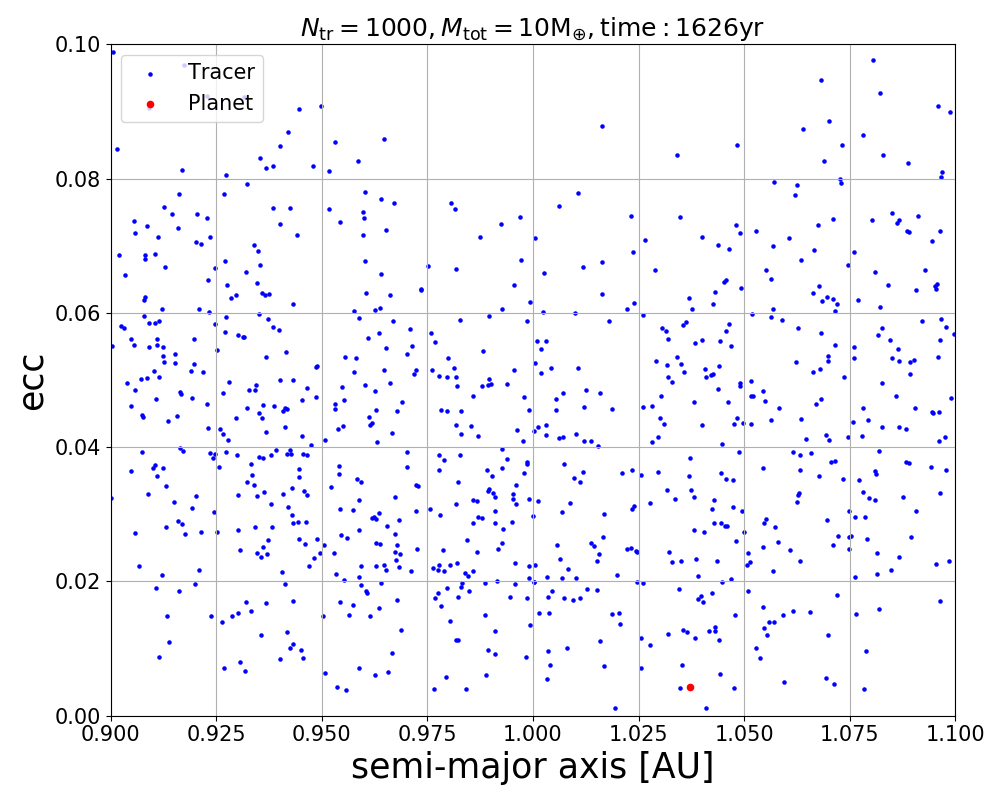 N_tr = 1000, M_tot = 10M_⊕, time : 1626yr
0.10
Tracer
Planet
0.08
0.06
ecc
0.04
0.02
0.00
0.900 0.925 0.950 0.975 1.000 1.025 1.050 1.075 1.100
semi-major axis [AU]